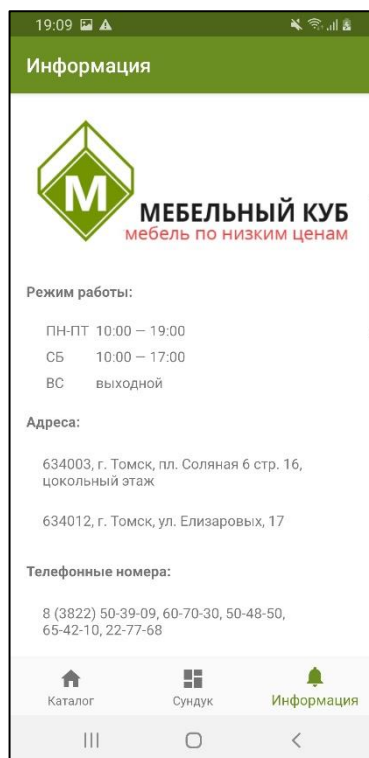 19:09
Информация
М
МЕБЕЛЬНЫЙ КУБ
мебель по низким ценам
Режим работы:
ПН-ПТ 10:00 – 19:00
СБ 10:00 – 17:00
ВС выходной
Адреса:
634003, г. Томск, пл. Соляная 6 стр. 16,
цокольный этаж
634012, г. Томск, ул. Елизаровых, 17
Телефонные номера:
8 (3822) 50-39-09, 60-70-30, 50-48-50,
65-42-10, 22-77-68
Каталог Сундук Информация